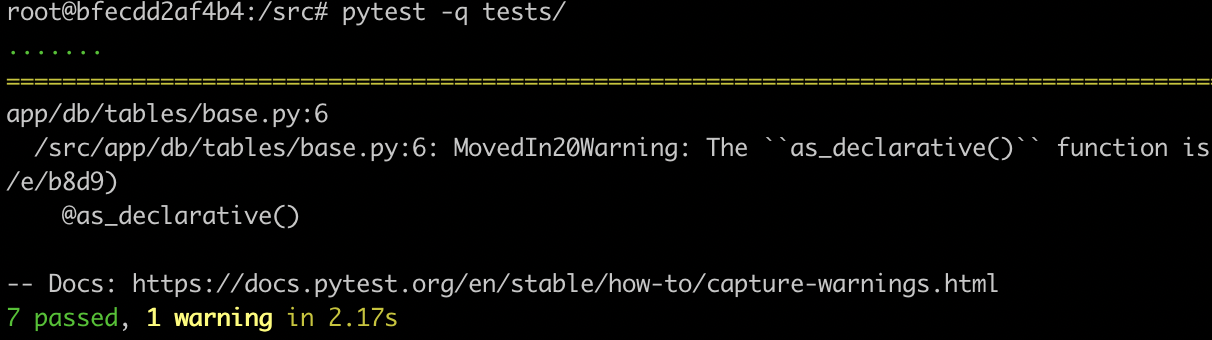 root@bfecdd2af4b4:/src# pytest -q tests/
.......
================================================================================================
app/db/tables/base.py:6
  /src/app/db/tables/base.py:6: MovedIn20Warning: The ``as_declarative()`` function is
/e/b8d9)
    @as_declarative()

-- Docs: https://docs.pytest.org/en/stable/how-to/capture-warnings.html
7 passed, 1 warning in 2.17s